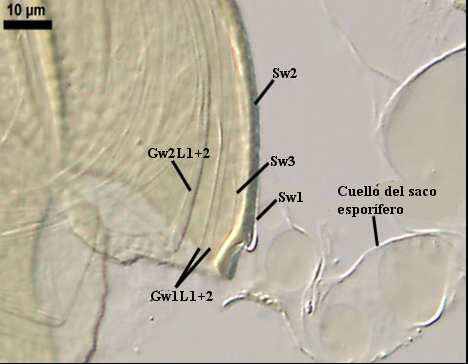 10 µm
Sw2
Gw2L1+2
Sw3
Cuello del saco
esporífero
Sw1
Gw1L1+2